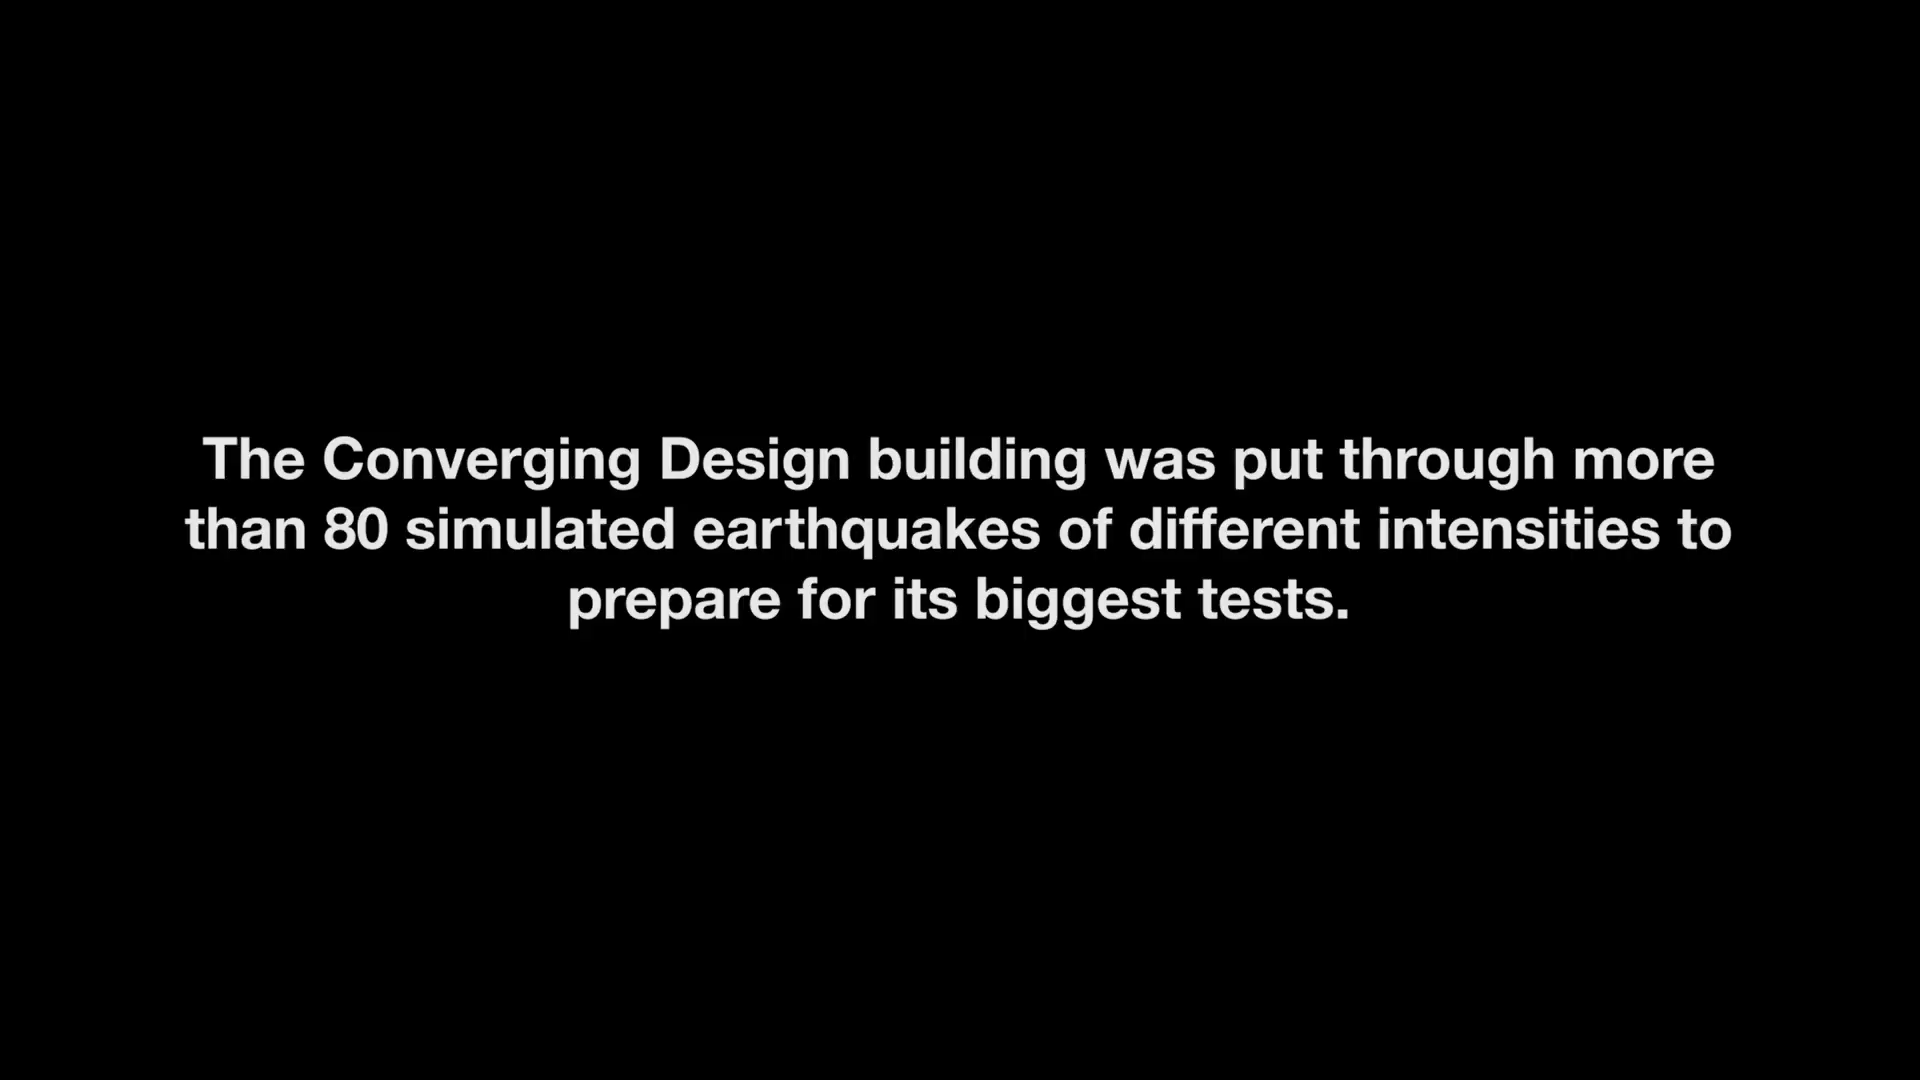 The Converging Design building was put through more
than 80 simulated earthquakes of different intensities to
prepare for its biggest tests.